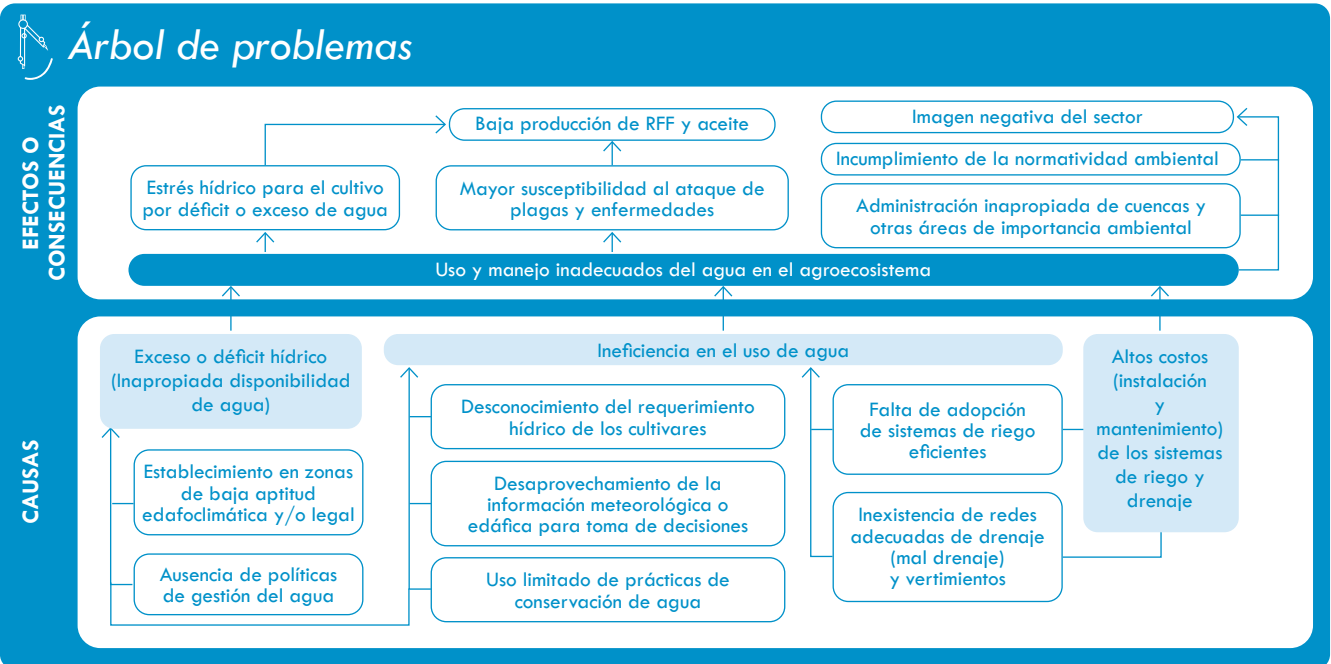 Árbol de problemas
EFECTOS O
CONSECUENCIAS
Baja producción de RFF y aceite
Estrés hídrico para el cultivo
por déficit o exceso de agua
Mayor susceptibilidad al ataque de
plagas y enfermedades
Imagen negativa del sector
Incumplimiento de la normatividad ambiental
Administración inapropiada de cuencas y
otras áreas de importancia ambiental
Uso y manejo inadecuados del agua en el agroecosistema
CAUSAS
Exceso o déficit hídrico
(Inapropiada disponibilidad
de agua)
Establecimiento en zonas
de baja aptitud
edafoclimática y/o legal
Ausencia de políticas
de gestión del agua
Ineficiencia en el uso de agua
Desconocimiento del requerimiento
hídrico de los cultivares
Desaprovechamiento de la
información meteorológica o
edáfica para toma de decisiones
Uso limitado de prácticas de
conservación de agua
Falta de adopción
de sistemas de riego
eficientes
Inexistencia de redes
adecuadas de drenaje
(mal drenaje)
y vertimientos
Altos costos
(instalación
y
mantenimiento)
de los sistemas
de riego y
drenaje